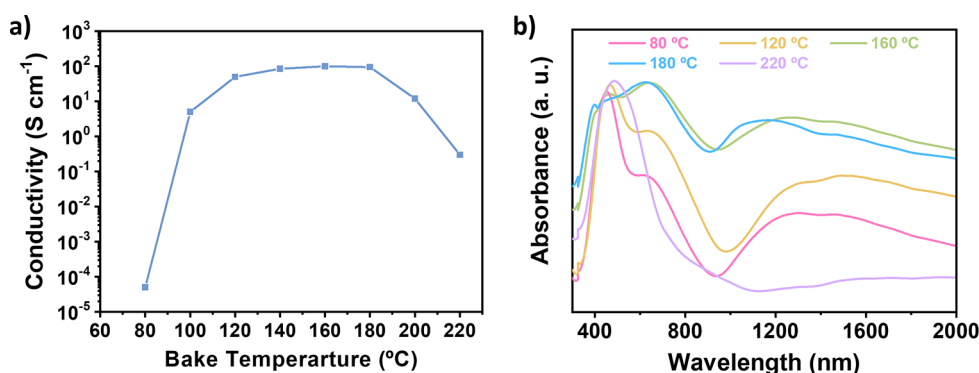 a)
Conductivity (S cm⁻¹)
10³
10²
10¹
10⁰
10⁻¹
10⁻²
10⁻³
10⁻⁴
10⁻⁵
60 80 100 120 140 160 180 200 220
Bake Temperarture (ºC)
b)
80 ºC 120 ºC 160 ºC
180 ºC 220 ºC
Absorbance (a. u.)
400 800 1200 1600 2000
Wavelength (nm)